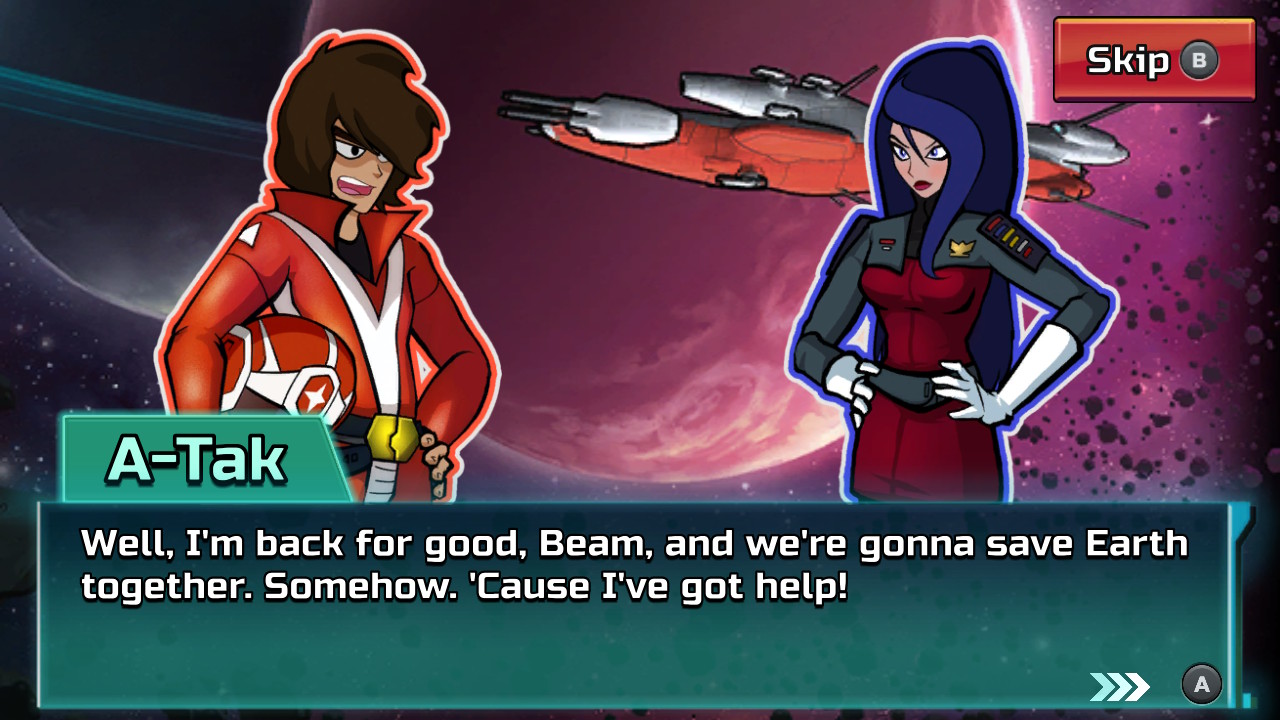 Skip B
A-Tak
Well, I'm back for good, Beam, and we're gonna save Earth
together. Somehow. 'Cause I've got help!
A